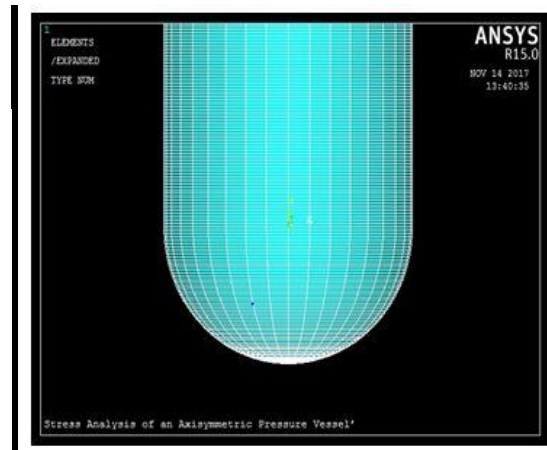 1
ELEMENTS
/EXPANDED
TYPE NUM
ANSYS
R15.0
NOV 14 2017
13:40:35
Stress Analysis of an Axisymmetric Pressure Vessel'